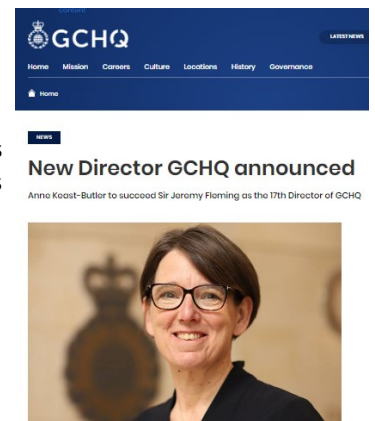 content
GCHQ
LATEST NEWS
Home Mission Careers Culture Locations History Governance
Home
NEWS
New Director GCHQ announced
Anne Keast-Butler to succeed Sir Jeremy Fleming as the 17th Director of GCHQ